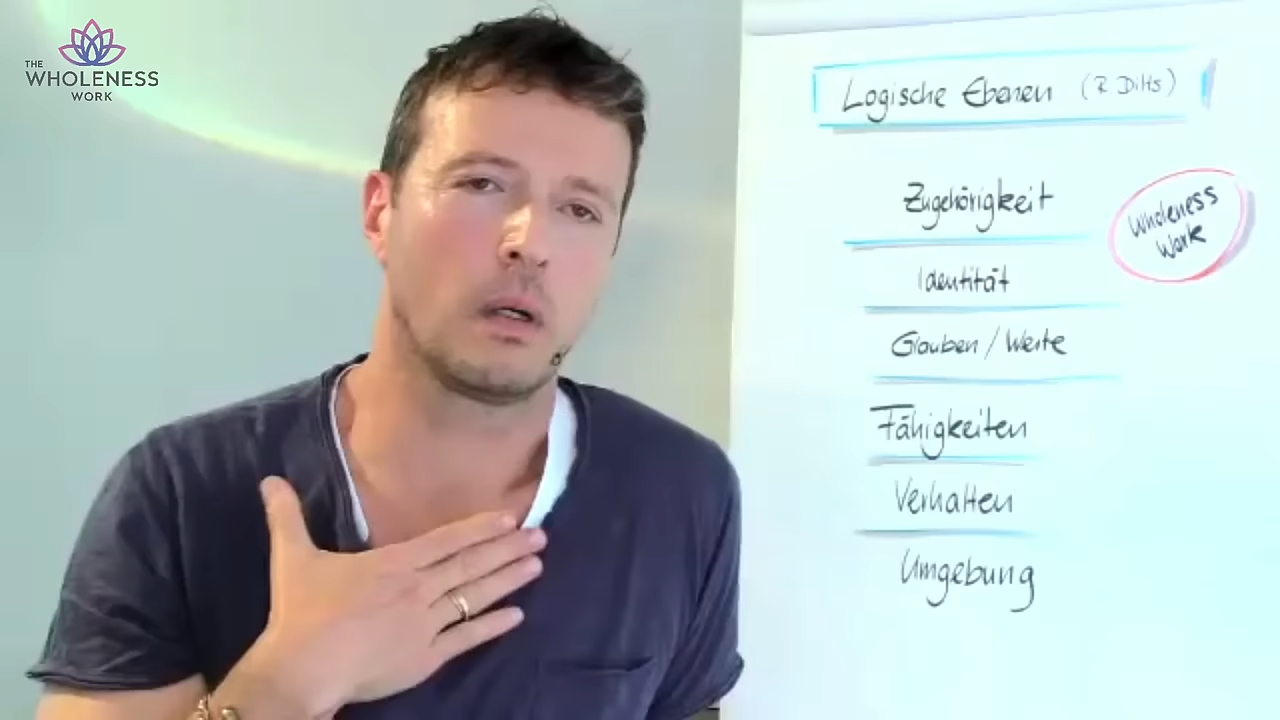 THE
WHOLENESS
WORK
Logische Ebenen (R Dilts)
Zugehörigkeit
Wholeness
Work
Identität
Glauben / Werte
Fähigkeiten
Verhalten
Umgebung